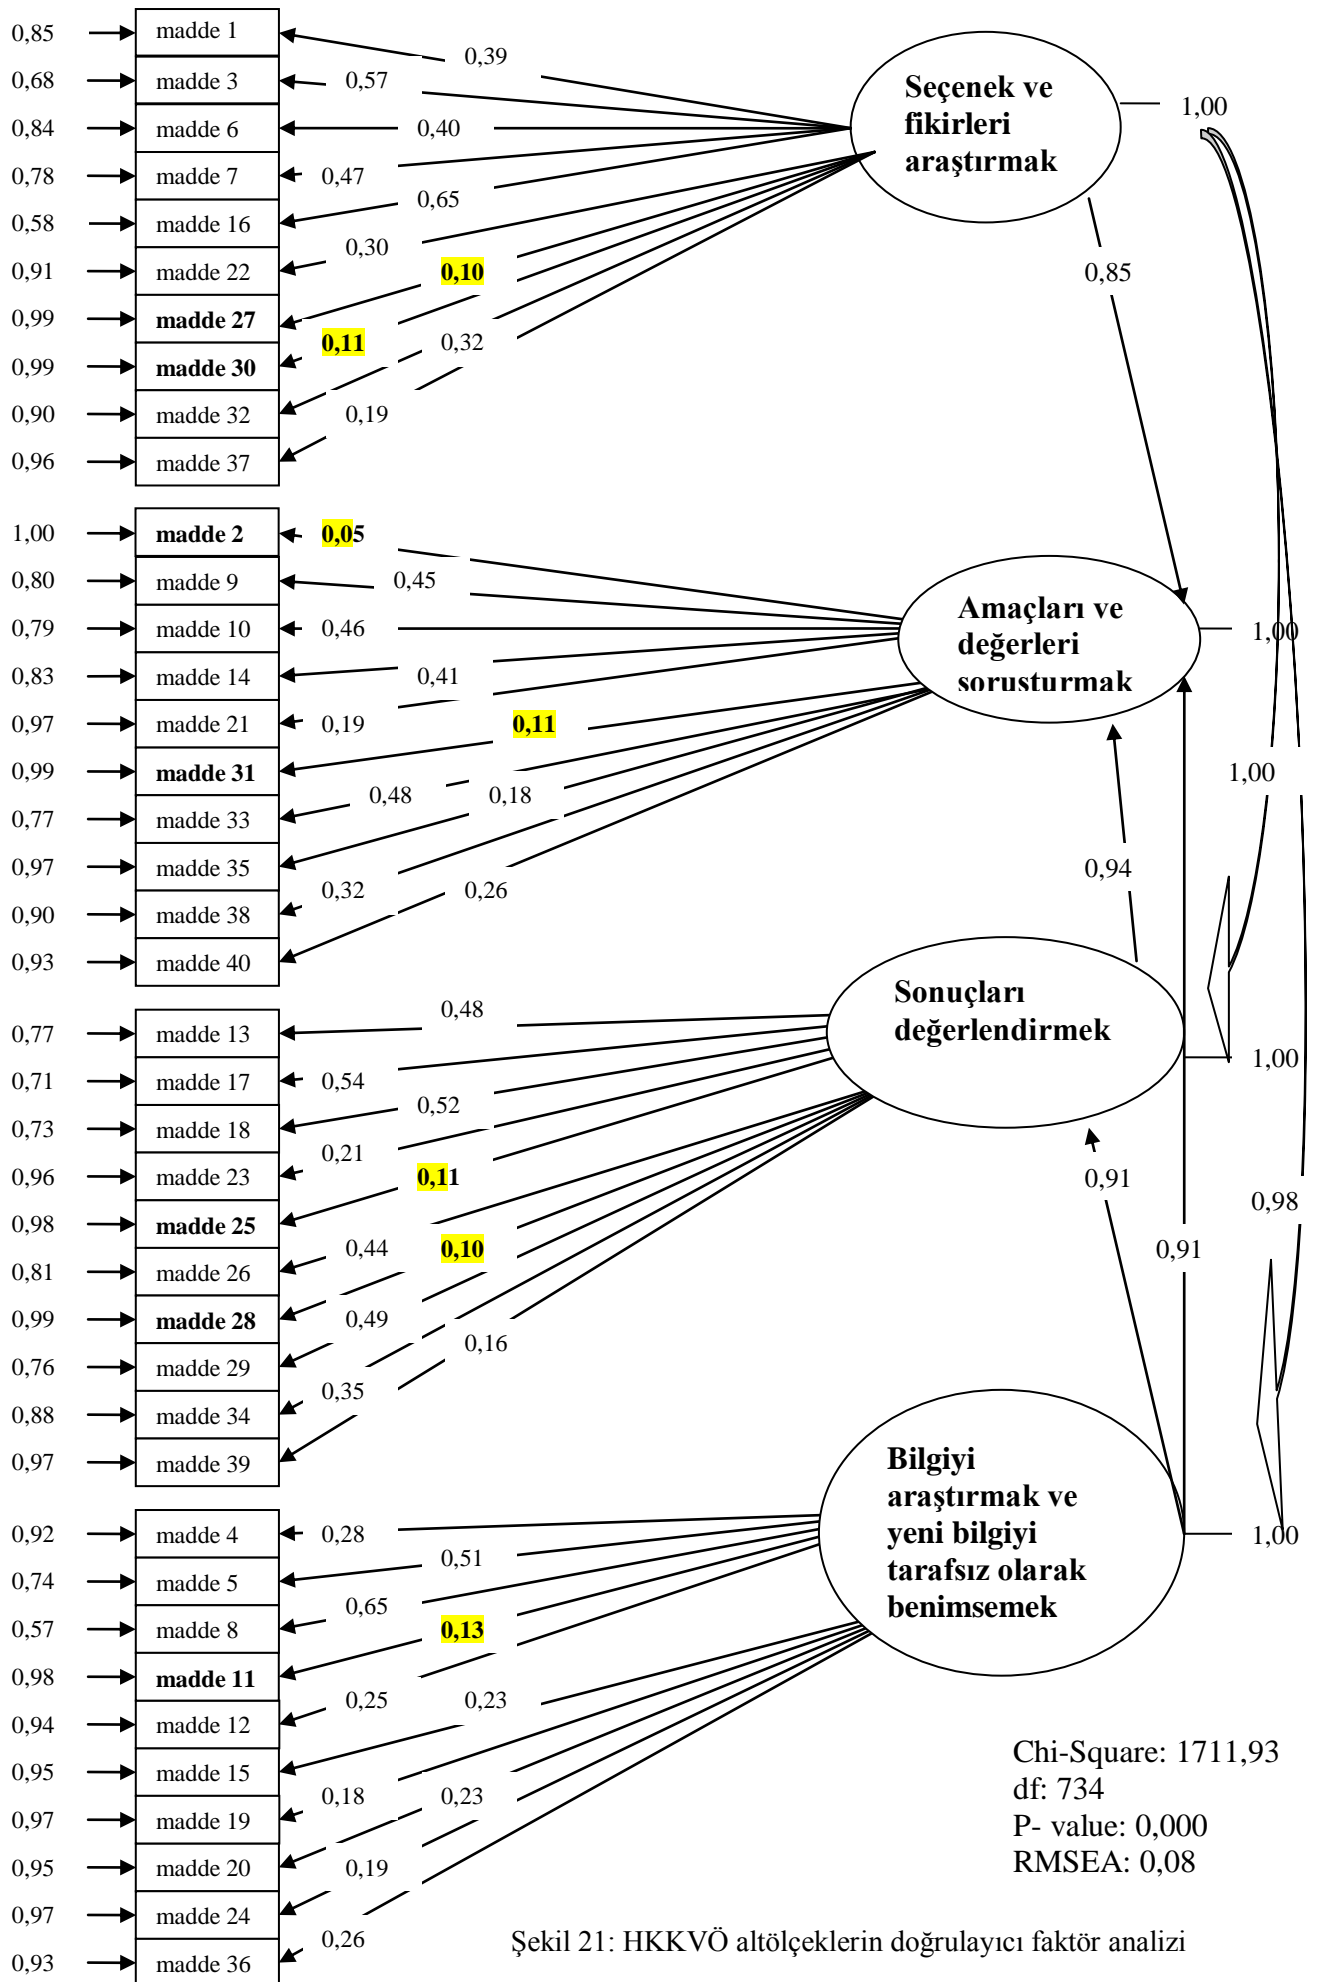 0,85 madde 1 0,39
0,68 madde 3 0,57
0,84 madde 6 0,40
0,78 madde 7 0,47
0,58 madde 16 0,65
0,91 madde 22 0,30
0,99 madde 27 0,10
0,99 madde 30 0,11
0,90 madde 32 0,32
0,96 madde 37 0,19
Seçenek ve
fikirleri
araştırmak
1,00
0,85
1,00 madde 2 0,05
0,80 madde 9 0,45
0,79 madde 10 0,46
0,83 madde 14 0,41
0,97 madde 21 0,19
0,99 madde 31 0,11
0,77 madde 33 0,48
0,97 madde 35 0,18
0,90 madde 38 0,32
0,93 madde 40 0,26
Amaçları ve
değerleri
soruşturmak
1,00
1,00
0,94
0,77 madde 13 0,48
0,71 madde 17 0,54
0,73 madde 18 0,52
0,96 madde 23 0,21
0,98 madde 25 0,11
0,81 madde 26 0,44
0,99 madde 28 0,10
0,76 madde 29 0,49
0,88 madde 34 0,35
0,97 madde 39 0,16
Sonuçları
değerlendirmek
1,00
0,91
0,98
0,91
0,92 madde 4 0,28
0,74 madde 5 0,51
0,57 madde 8 0,65
0,98 madde 11 0,13
0,94 madde 12 0,25
0,95 madde 15 0,23
0,97 madde 19 0,18
0,95 madde 20 0,23
0,97 madde 24 0,19
0,93 madde 36 0,26
Bilgiyi
araştırmak ve
yeni bilgiyi
tarafsız olarak
benimsemek
1,00
Chi-Square: 1711,93
df: 734
P- value: 0,000
RMSEA: 0,08
Şekil 21: HKKVÖ altölçeklerin doğrulayıcı faktör analizi